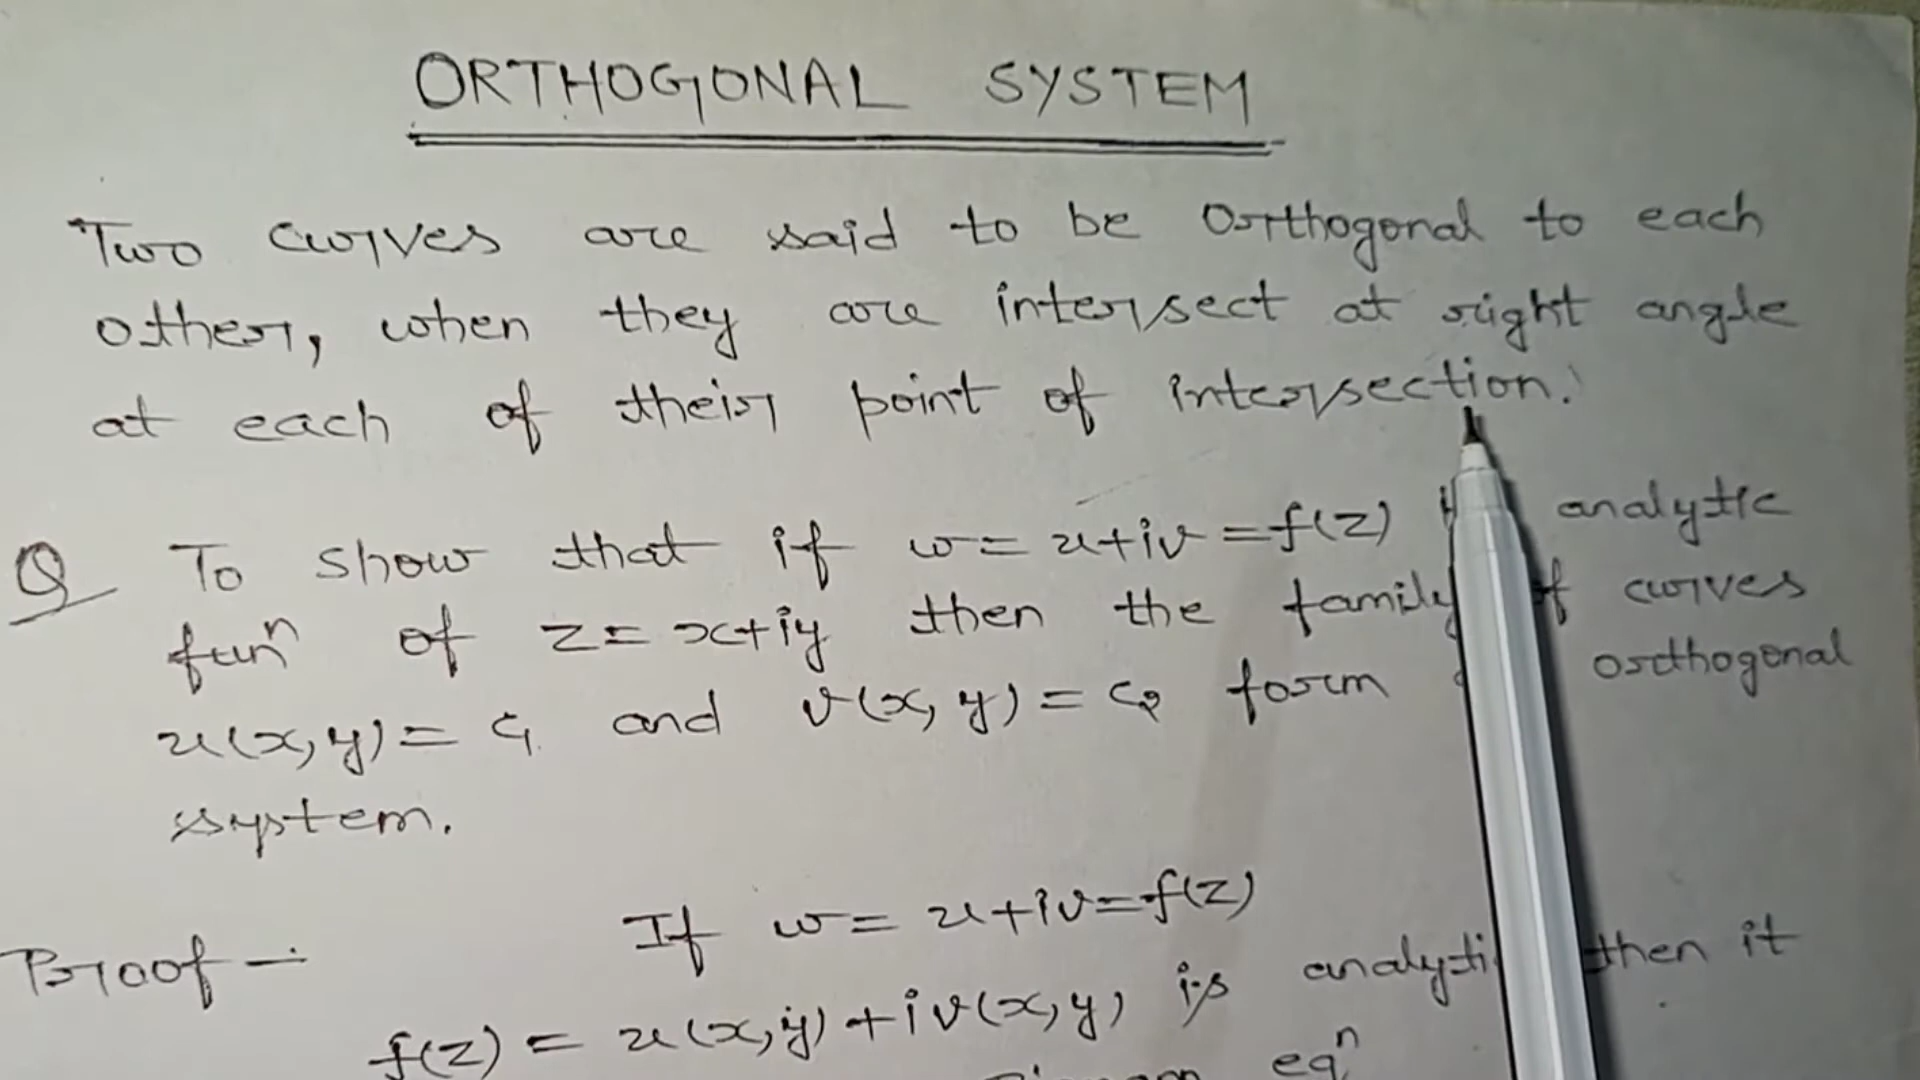 ORTHOGONAL SYSTEM
Two curves are said to be Orthogonal to each
other, when they are intersect at right angle
at each of their point of intersection.
Q To show that if w = u+iv = f(z) analytic
funⁿ of z = x+iy then the family of curves
u(x,y) = c₁ and v(x,y) = c₂ form orthogonal
system.
Proof - If w = u+iv = f(z)
f(z) = u(x,y) + iv(x,y) is then it
eqⁿ